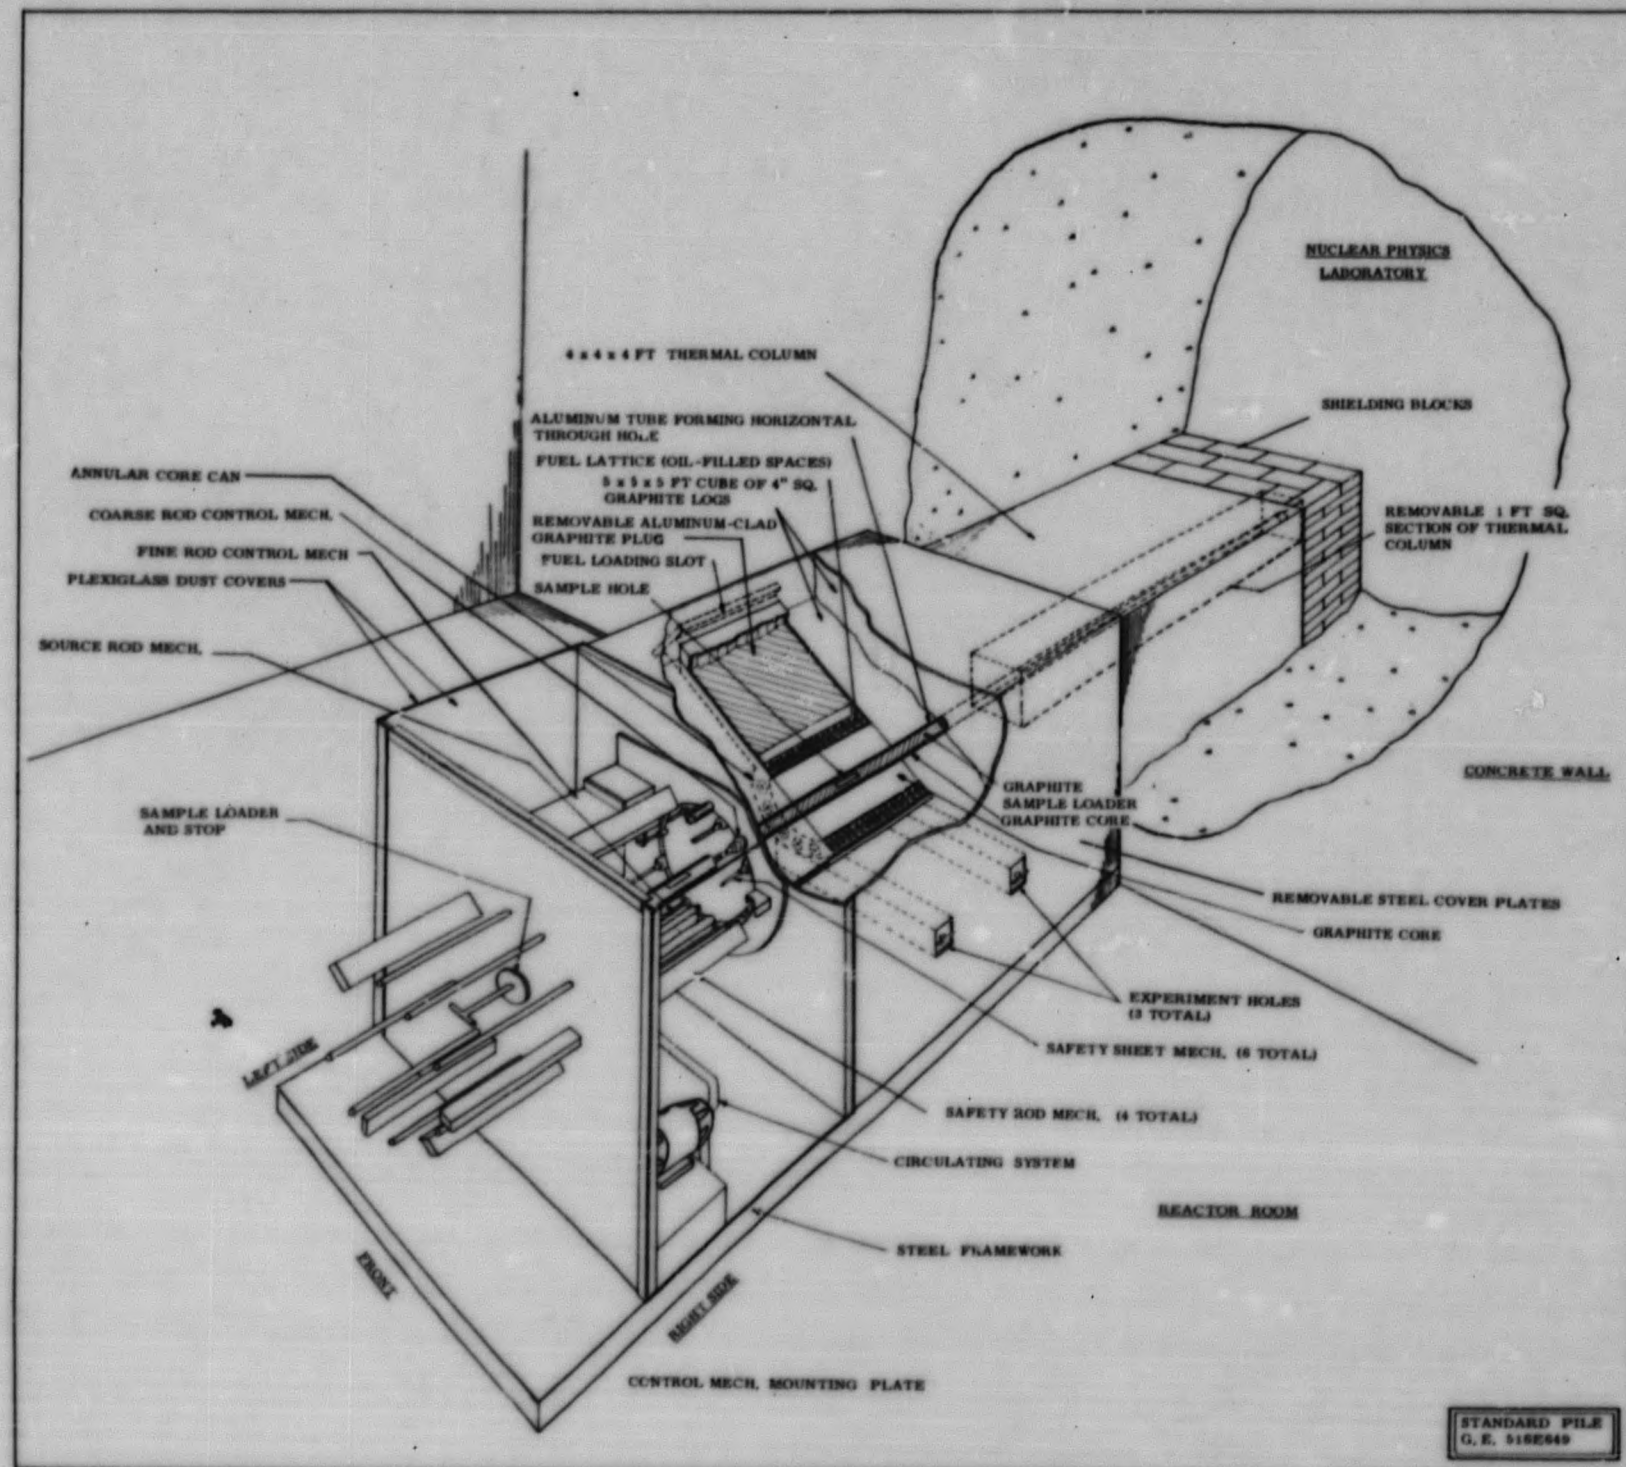 NUCLEAR PHYSICS
LABORATORY
4 x 4 x 4 FT THERMAL COLUMN
SHIELDING BLOCKS
ALUMINUM TUBE FORMING HORIZONTAL
THROUGH HOLE
FUEL LATTICE (OIL-FILLED SPACES)
5 x 5 x 5 FT CUBE OF 4" SQ.
GRAPHITE LOGS
REMOVABLE ALUMINUM-CLAD
GRAPHITE PLUG
FUEL LOADING SLOT
SAMPLE HOLE
ANNULAR CORE CAN
COARSE ROD CONTROL MECH.
FINE ROD CONTROL MECH
PLEXIGLASS DUST COVERS
SOURCE ROD MECH.
REMOVABLE 1 FT SQ.
SECTION OF THERMAL
COLUMN
CONCRETE WALL
SAMPLE LOADER
AND STOP
GRAPHITE
SAMPLE LOADER
GRAPHITE CORE
REMOVABLE STEEL COVER PLATES
GRAPHITE CORE
EXPERIMENT HOLES
(3 TOTAL)
SAFETY SHEET MECH. (6 TOTAL)
LEFT SIDE
SAFETY ROD MECH. (4 TOTAL)
CIRCULATING SYSTEM
REACTOR ROOM
STEEL FRAMEWORK
FRONT
RIGHT SIDE
CONTROL MECH. MOUNTING PLATE
STANDARD PILE
G. E. 516E649